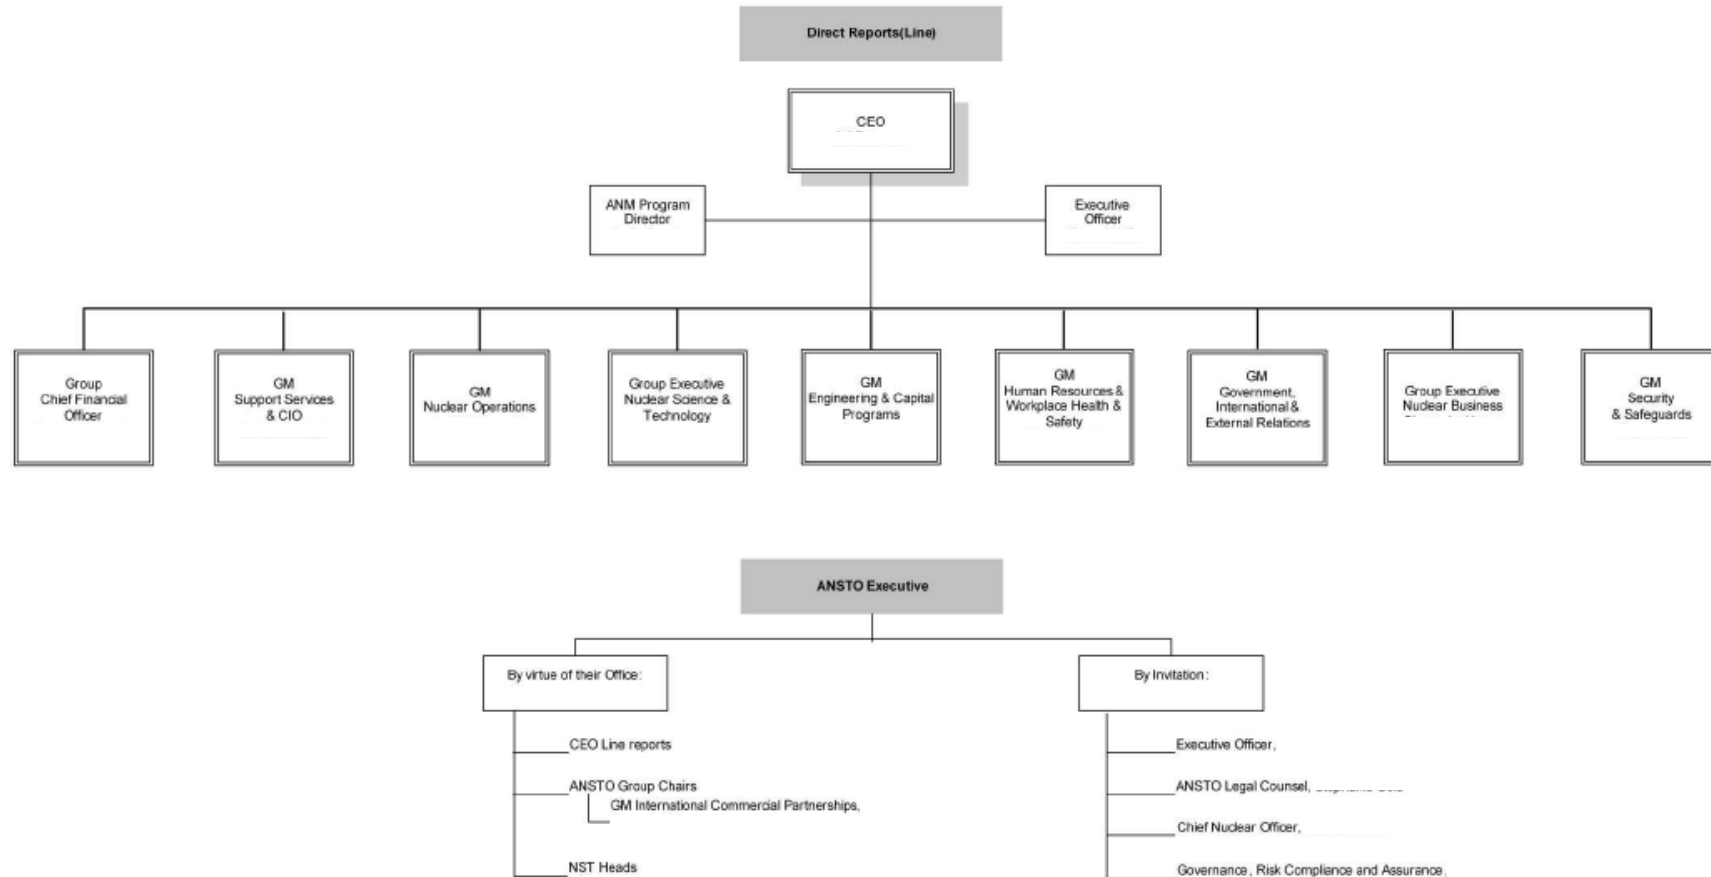 Direct Reports(Line)
CEO
ANM Program
Director
Executive
Officer
Group
Chief Financial
Officer
GM
Support Services
& CIO
GM
Nuclear Operations
Group Executive
Nuclear Science &
Technology
GM
Engineering & Capital
Programs
GM
Human Resources &
Workplace Health &
Safety
GM
Government,
International &
External Relations
Group Executive
Nuclear Business
GM
Security
& Safeguards
ANSTO Executive
By virtue of their Office:
By Invitation :
CEO Line reports
Executive Officer,
ANSTO Group Chairs
ANSTO Legal Counsel,
GM International Commercial Partnerships,
Chief Nuclear Officer,
NST Heads
Governance, Risk Compliance and Assurance,